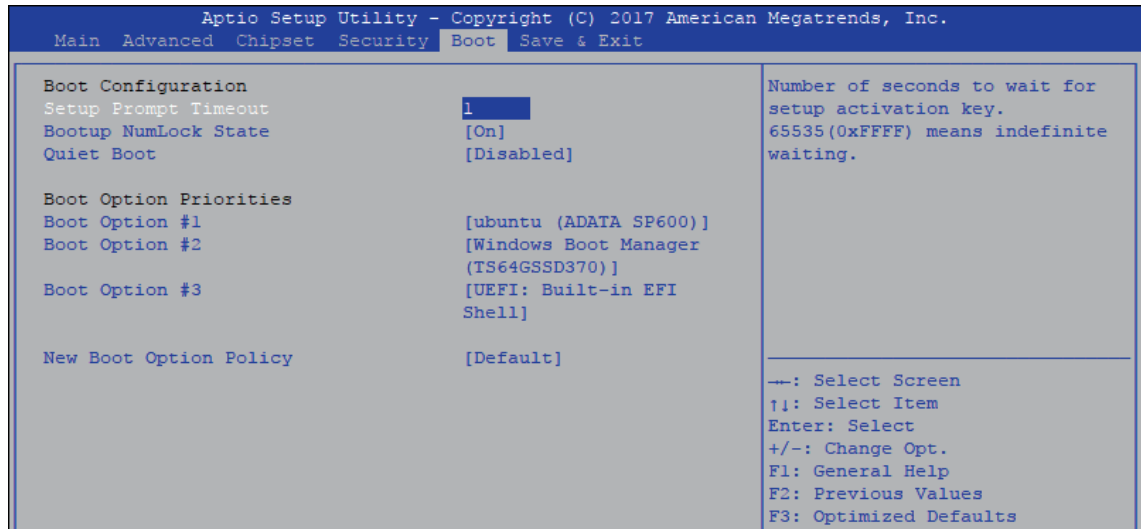 Aptio Setup Utility - Copyright (C) 2017 American Megatrends, Inc.
Main Advanced Chipset Security Boot Save & Exit
Boot Configuration
Setup Prompt Timeout 1
Bootup NumLock State [On]
Quiet Boot [Disabled]
Boot Option Priorities
Boot Option #1 [ubuntu (ADATA SP600)]
Boot Option #2 [Windows Boot Manager
(TS64GSSD370)]
Boot Option #3 [UEFI: Built-in EFI
Shell]
New Boot Option Policy [Default]
Number of seconds to wait for
setup activation key.
65535(0xFFFF) means indefinite
waiting.
→←: Select Screen
↑↓: Select Item
Enter: Select
+/-: Change Opt.
F1: General Help
F2: Previous Values
F3: Optimized Defaults